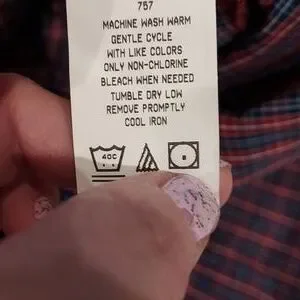 757
MACHINE WASH WARM
GENTLE CYCLE
WITH LIKE COLORS
ONLY NON-CHLORINE
BLEACH WHEN NEEDED
TUMBLE DRY LOW
REMOVE PROMPTLY
COOL IRON
40C